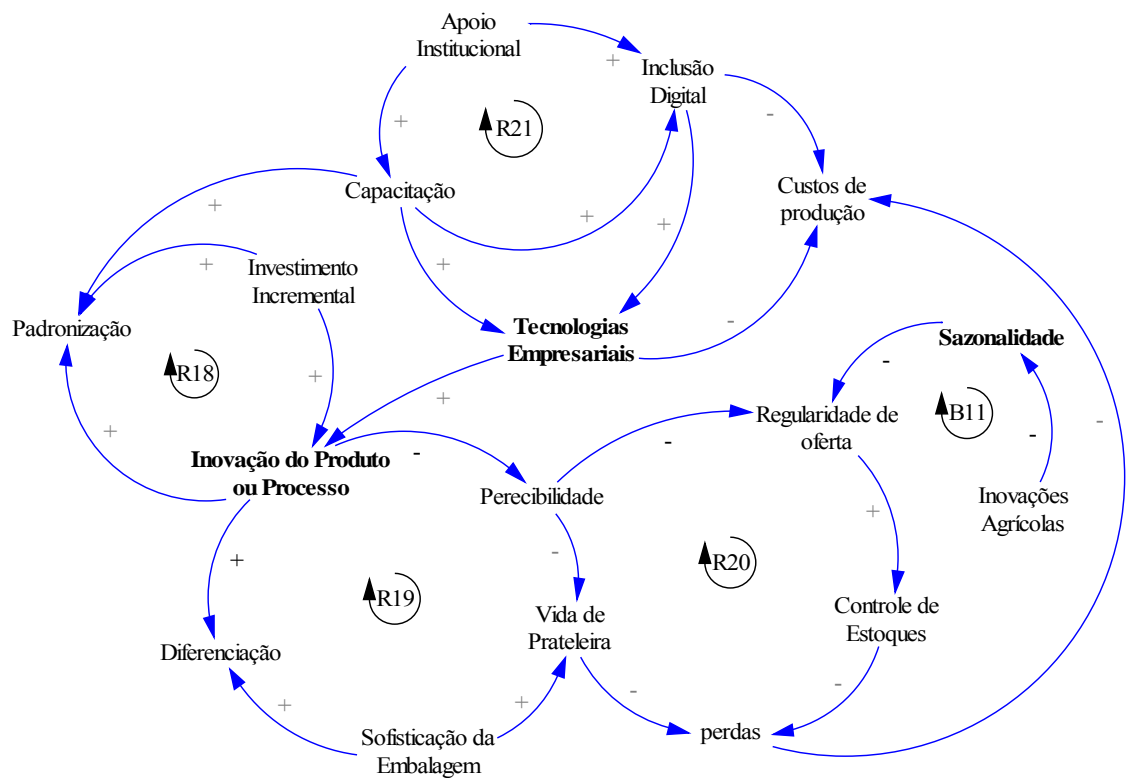 Apoio
Institucional
+
Inclusão
Digital
-
+
R21
Capacitação
Custos de
produção
+
+
+
+
+
Investimento
Incremental
Padronização
Tecnologias
Empresariais
-
Sazonalidade
R18
+
+
-
B11
-
-
Regularidade de
oferta
+
Inovação do Produto
ou Processo
-
-
Perecibilidade
Inovações
Agrícolas
+
+
-
R20
R19
Vida de
Prateleira
Controle de
Estoques
Diferenciação
+
+
-
-
Sofisticação da
Embalagem
perdas